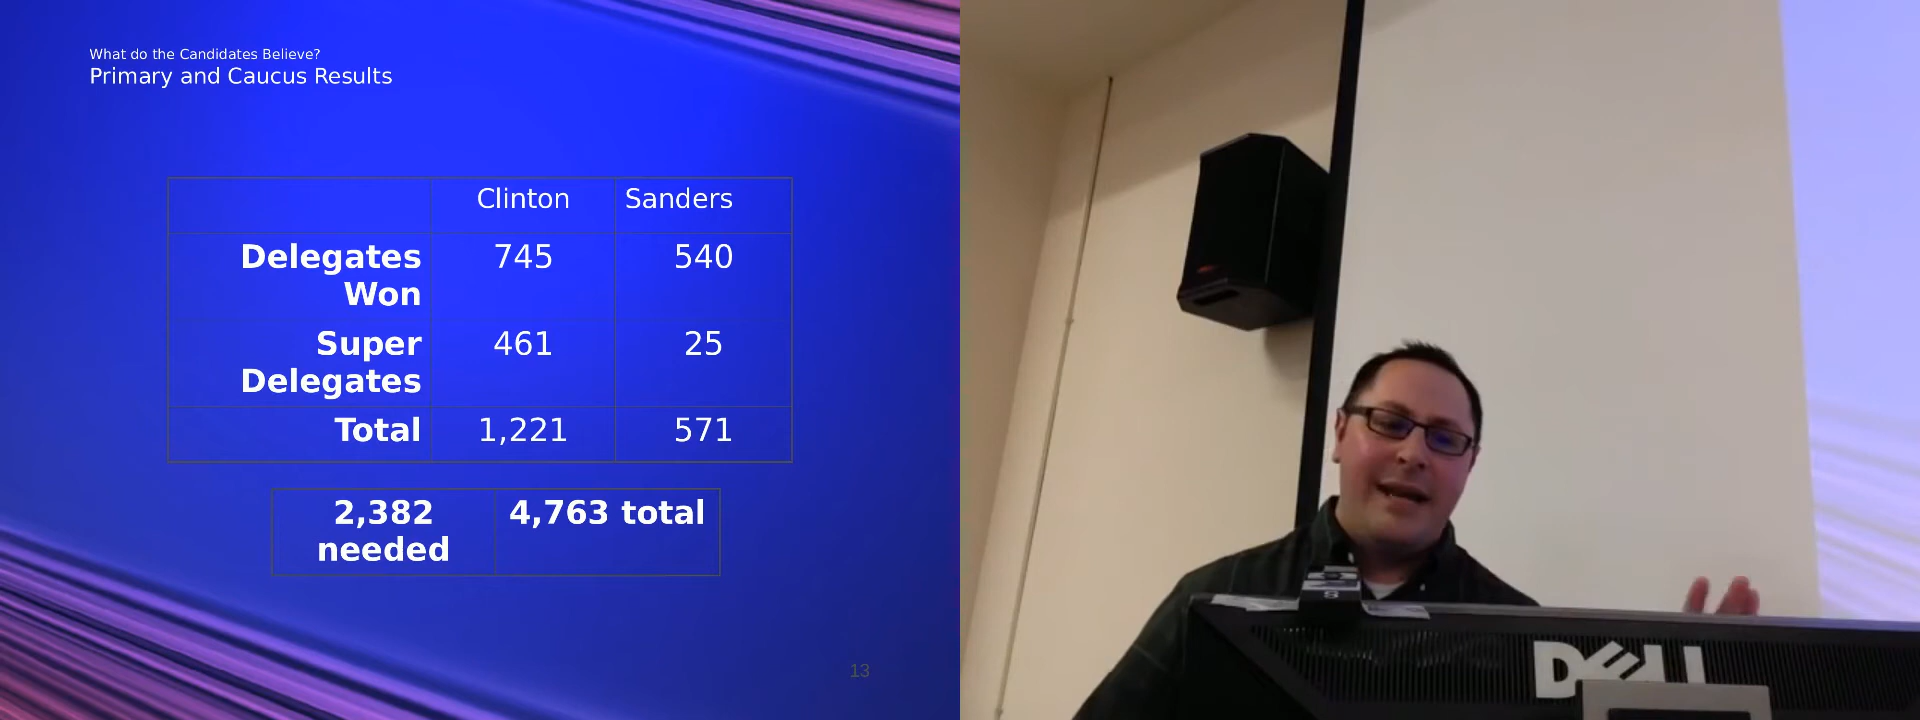 What do the Candidates Believe?
Primary and Caucus Results
Clinton Sanders
Delegates Won 745 540
Super Delegates 461 25
Total 1,221 571
2,382 needed 4,763 total
13
DELL